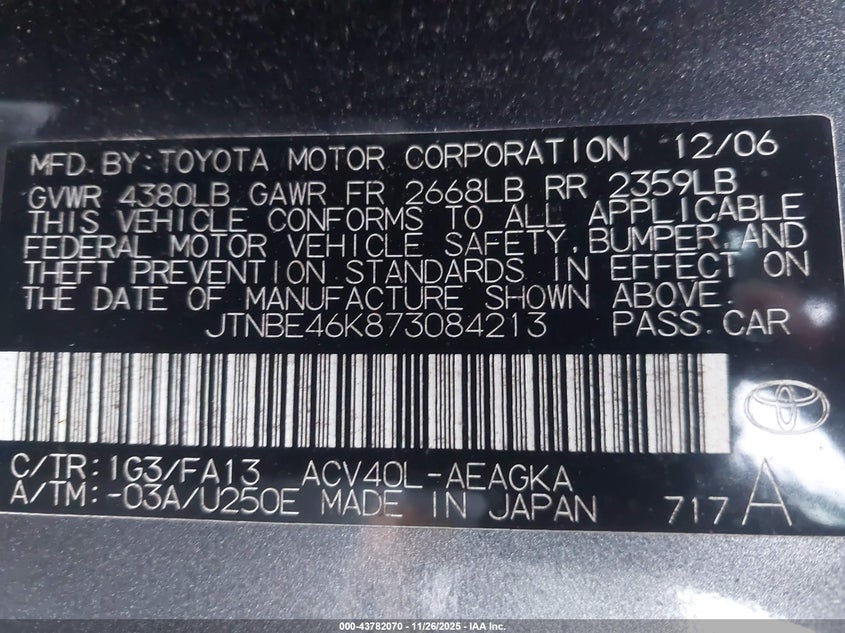 MFD. BY: TOYOTA MOTOR CORPORATION 12/06
GVWR 4380LB GAWR FR 2668LB RR 2359LB
THIS VEHICLE CONFORMS TO ALL APPLICABLE
FEDERAL MOTOR VEHICLE SAFETY, BUMPER, AND
THEFT PREVENTION STANDARDS IN EFFECT ON
THE DATE OF MANUFACTURE SHOWN ABOVE.
JTNBE46K873084213 PASS. CAR
C/TR: 1G3/FA13 ACV40L-AEAGKA
A/TM: -03A/U250E MADE IN JAPAN 717 A
000-43782070 - 11/26/2025 - IAA Inc.